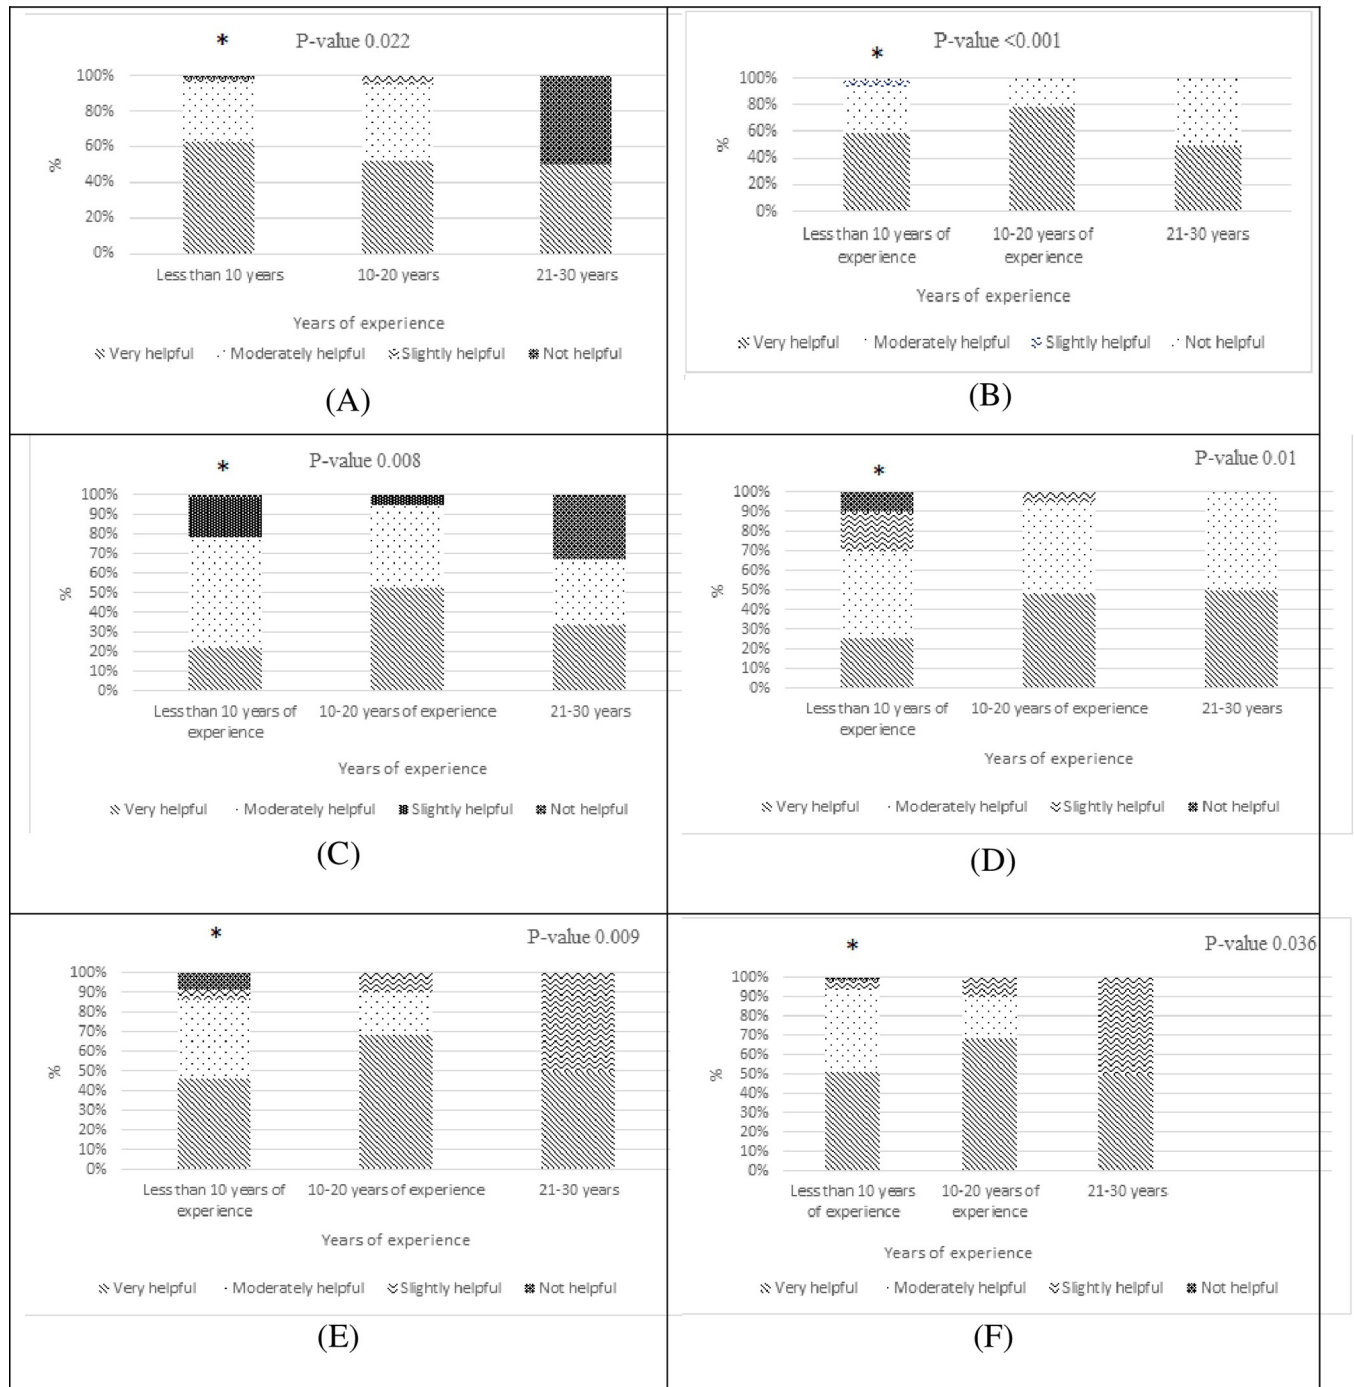 * P-value 0.022
100%
80%
60%
40%
20%
0%
%
Less than 10 years 10-20 years 21-30 years
Years of experience
Very helpful Moderately helpful Slightly helpful Not helpful
(A)
* P-value <0.001
100%
80%
60%
40%
20%
0%
%
Less than 10 years of 10-20 years of 21-30 years
experience experience
Years of experience
Very helpful Moderately helpful Slightly helpful Not helpful
(B)
* P-value 0.008
100%
90%
80%
70%
60%
50%
40%
30%
20%
10%
0%
%
Less than 10 years of 10-20 years of experience 21-30 years
experience
Years of experience
Very helpful Moderately helpful Slightly helpful Not helpful
(C)
* P-value 0.01
100%
90%
80%
70%
60%
50%
40%
30%
20%
10%
0%
%
Less than 10 years of 10-20 years of experience 21-30 years
experience
Years of experience
Very helpful Moderately helpful Slightly helpful Not helpful
(D)
* P-value 0.009
100%
90%
80%
70%
60%
50%
40%
30%
20%
10%
0%
%
Less than 10 years of 10-20 years of experience 21-30 years
experience
Years of experience
Very helpful Moderately helpful Slightly helpful Not helpful
(E)
* P-value 0.036
100%
90%
80%
70%
60%
50%
40%
30%
20%
10%
0%
%
Less than 10 years 10-20 years of 21-30 years
of experience experience
Years of experience
Very helpful Moderately helpful Slightly helpful Not helpful
(F)